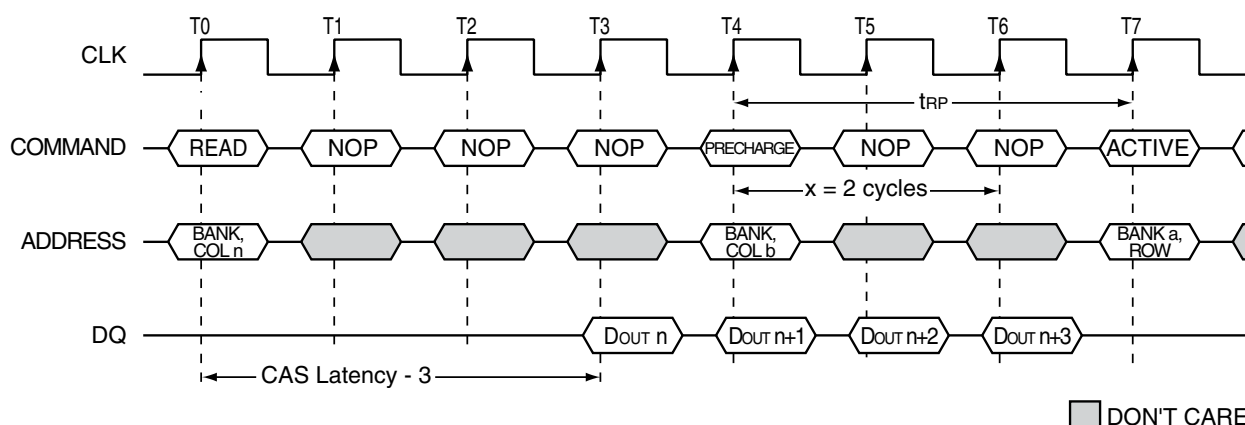 T0 T1 T2 T3 T4 T5 T6 T7
CLK
tRP
COMMAND READ NOP NOP NOP PRECHARGE NOP NOP ACTIVE
x = 2 cycles
ADDRESS BANK, COL n BANK, COL b BANK a, ROW
DQ DOUT n DOUT n+1 DOUT n+2 DOUT n+3
CAS Latency - 3
DON'T CARE